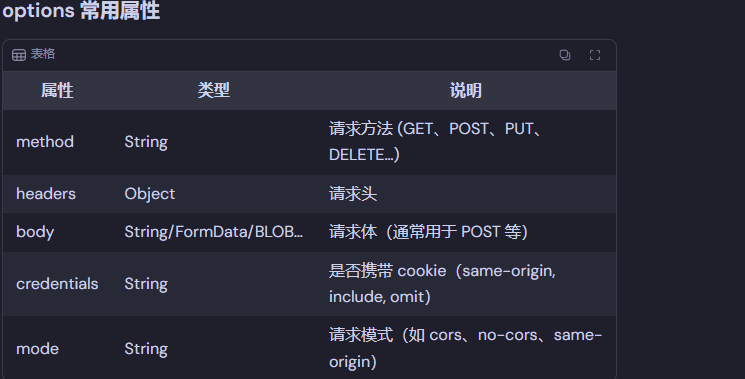 options 常用属性
表格
属性 类型 说明
method String 请求方法 (GET、POST、PUT、
DELETE...)
headers Object 请求头
body String/FormData/BLOB... 请求体（通常用于 POST 等）
credentials String 是否携带 cookie（same-origin,
include, omit）
mode String 请求模式（如 cors、no-cors、same-
origin）